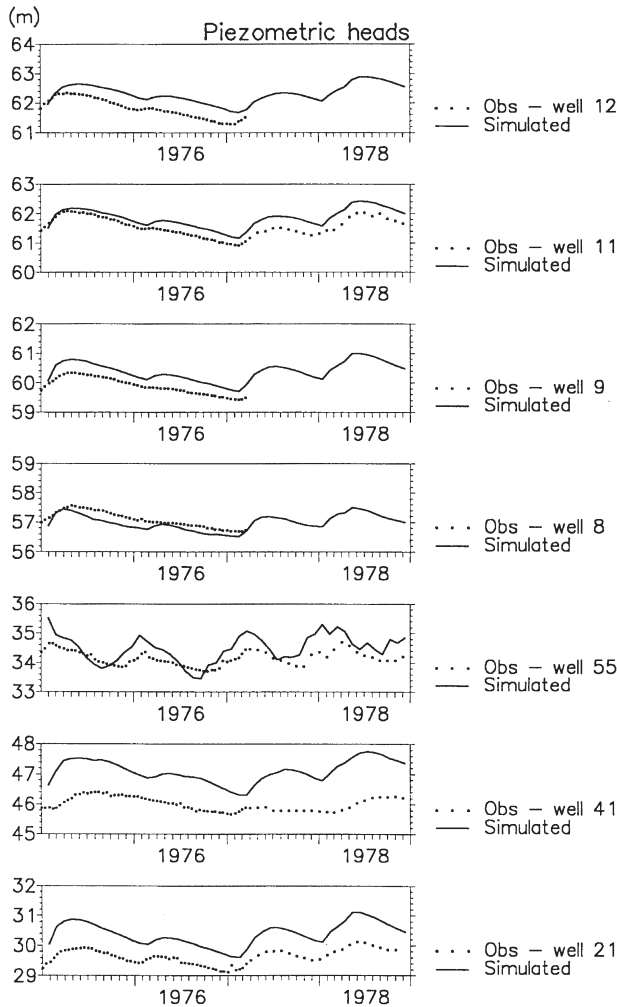 (m)
Piezometric heads
64
63
62
61
1976 1978
Obs – well 12
Simulated
63
62
61
60
1976 1978
Obs – well 11
Simulated
62
61
60
59
1976 1978
Obs – well 9
Simulated
59
58
57
56
1976 1978
Obs – well 8
Simulated
36
35
34
33
1976 1978
Obs – well 55
Simulated
48
47
46
45
1976 1978
Obs – well 41
Simulated
32
31
30
29
1976 1978
Obs – well 21
Simulated